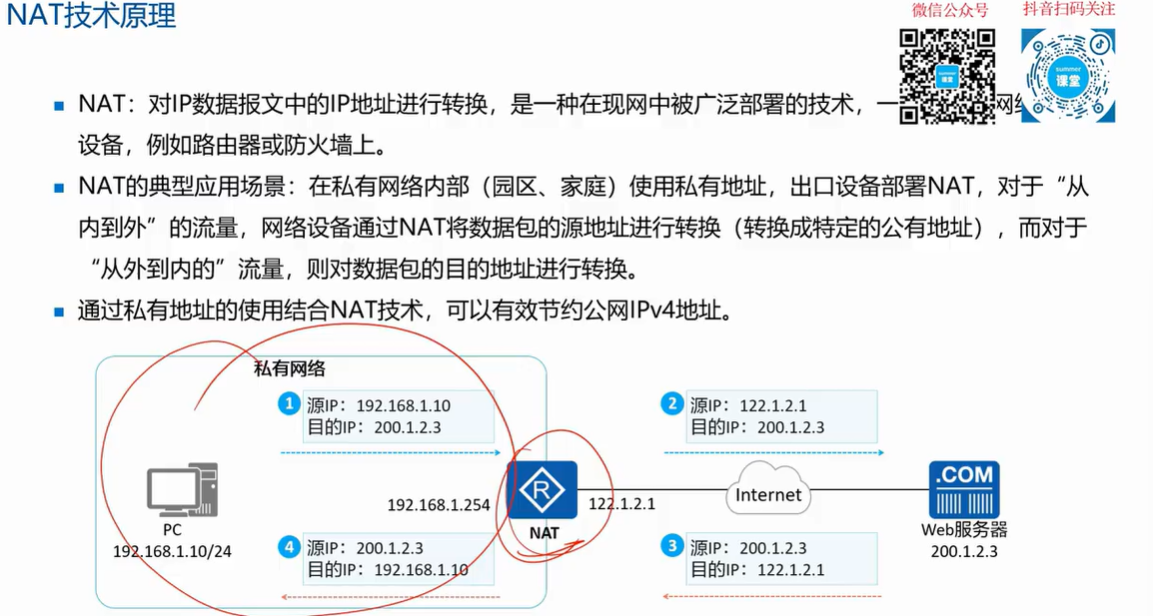 NAT技术原理
微信公众号
抖音扫码关注
summer
课堂
summer
课堂
NAT：对IP数据报文中的IP地址进行转换，是一种在现网中被广泛部署的技术，一 网络
设备，例如路由器或防火墙上。
NAT的典型应用场景：在私有网络内部（园区、家庭）使用私有地址，出口设备部署NAT，对于“从
内到外”的流量，网络设备通过NAT将数据包的源地址进行转换（转换成特定的公有地址），而对于
“从外到内的”流量，则对数据包的目的地址进行转换。
通过私有地址的使用结合NAT技术，可以有效节约公网IPv4地址。
私有网络
1 源IP：192.168.1.10
目的IP：200.1.2.3
2 源IP：122.1.2.1
目的IP：200.1.2.3
PC
192.168.1.10/24
192.168.1.254
R
NAT
122.1.2.1
Internet
.COM
Web服务器
200.1.2.3
4 源IP：200.1.2.3
目的IP：192.168.1.10
3 源IP：200.1.2.3
目的IP：122.1.2.1